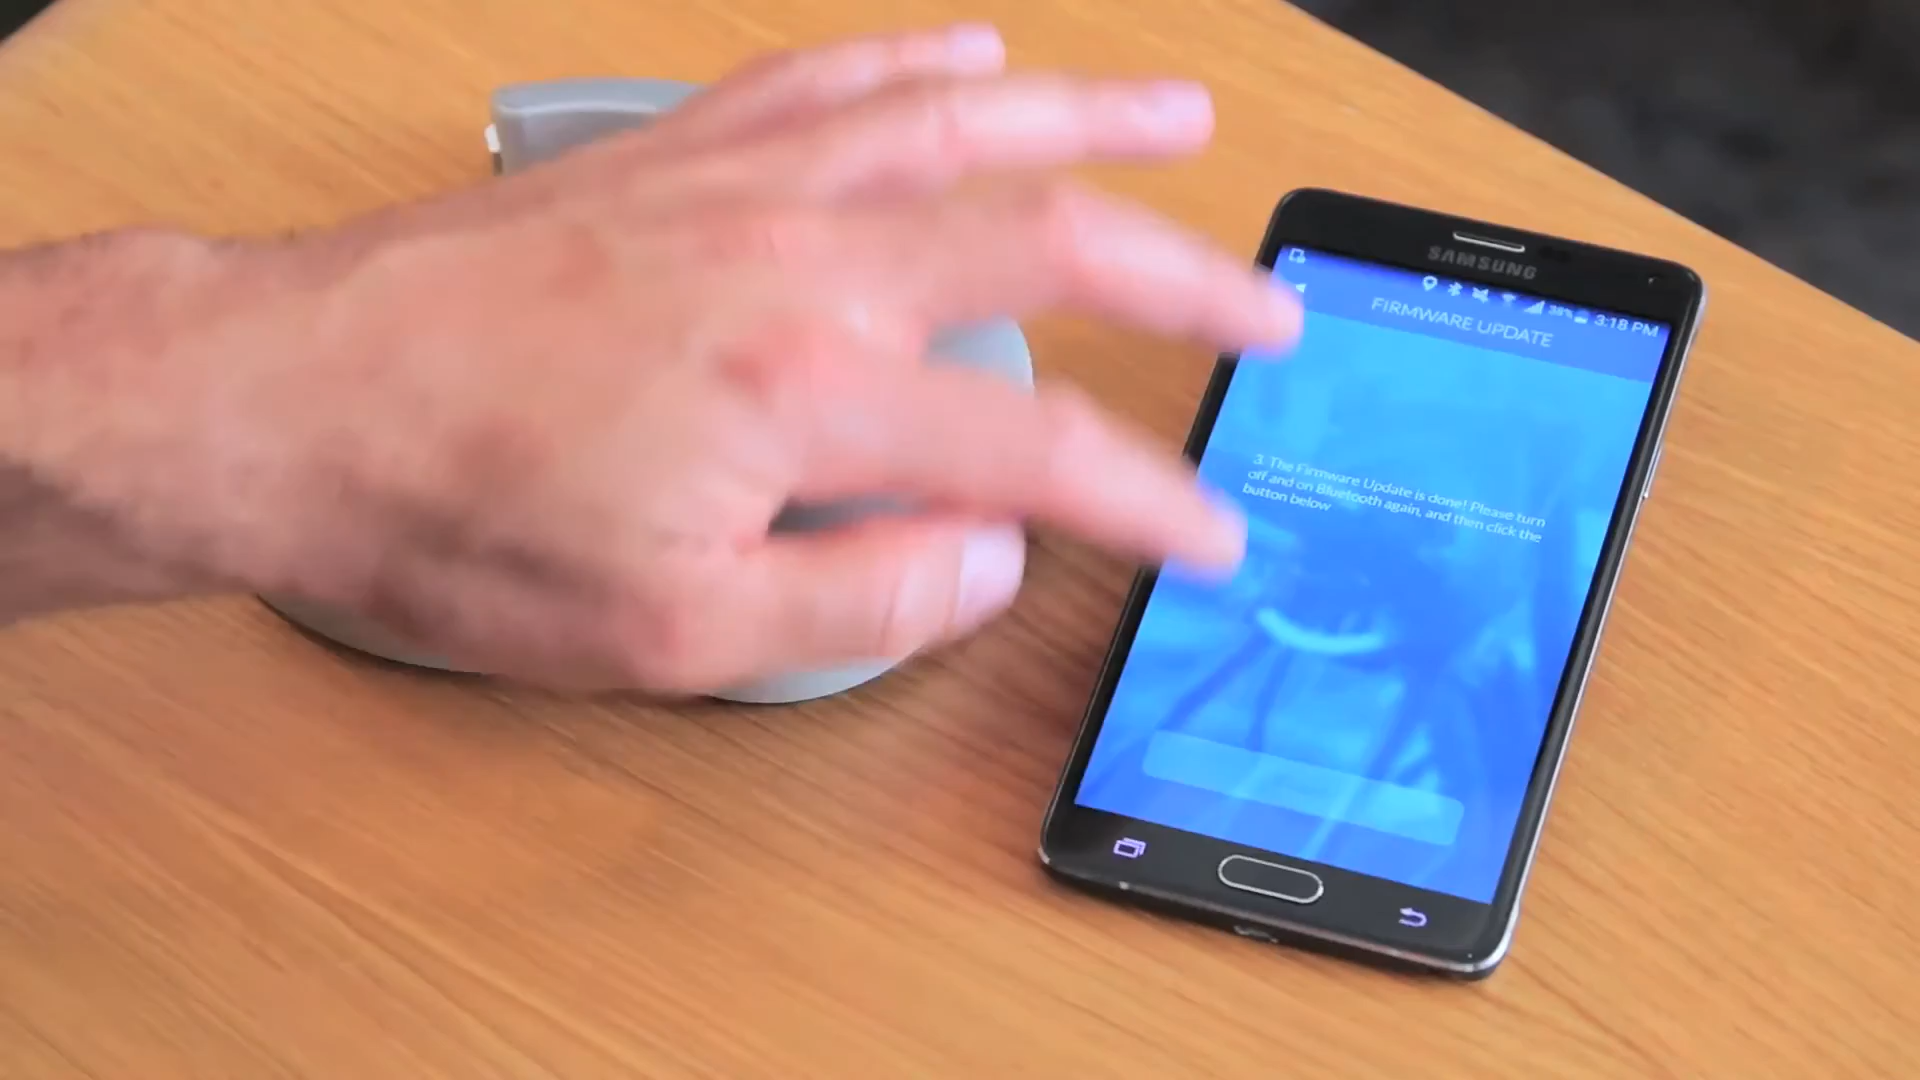 SAMSUNG
38% 3:18 PM
FIRMWARE UPDATE
3. The Firmware Update is done! Please turn
off and on Bluetooth again, and then click the
button below